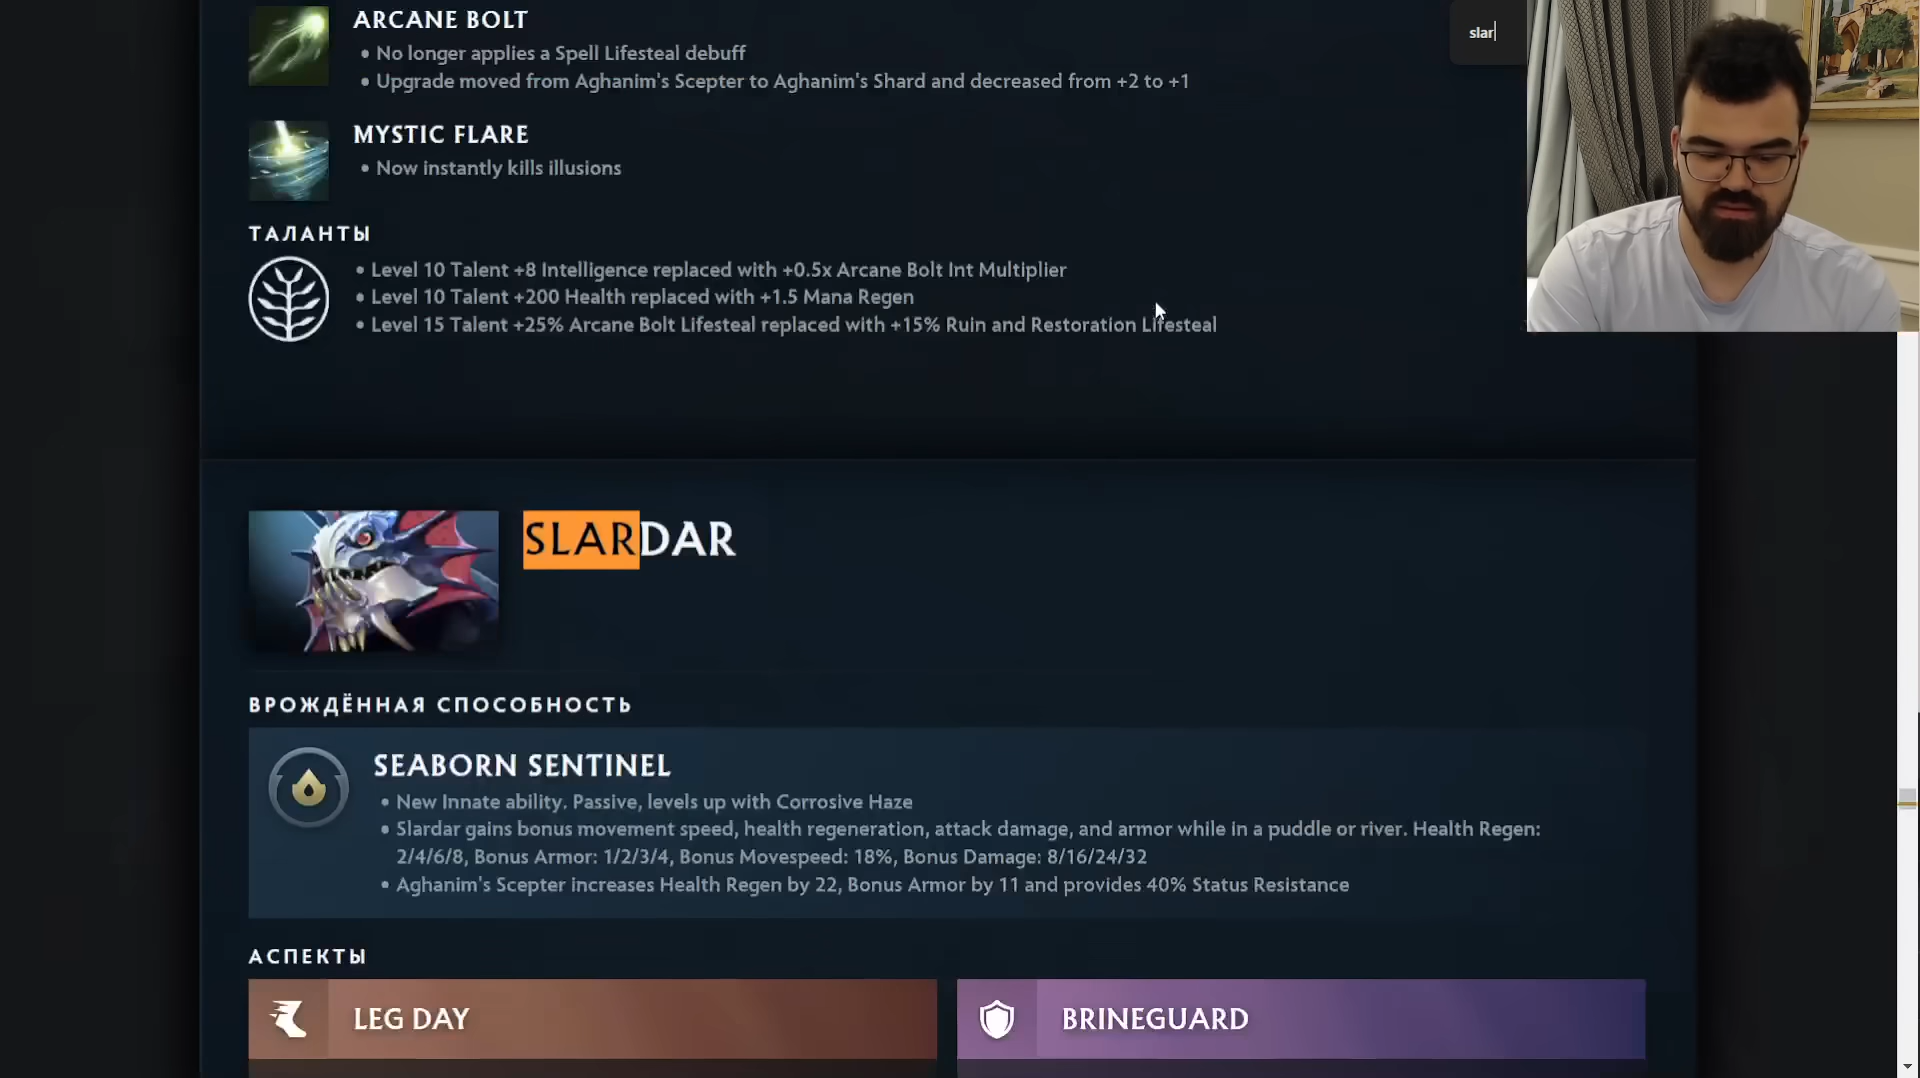 ARCANE BOLT
• No longer applies a Spell Lifesteal debuff
• Upgrade moved from Aghanim's Scepter to Aghanim's Shard and decreased from +2 to +1
slar
MYSTIC FLARE
• Now instantly kills illusions
ТАЛАНТЫ
• Level 10 Talent +8 Intelligence replaced with +0.5x Arcane Bolt Int Multiplier
• Level 10 Talent +200 Health replaced with +1.5 Mana Regen
• Level 15 Talent +25% Arcane Bolt Lifesteal replaced with +15% Ruin and Restoration Lifesteal
SLARDAR
ВРОЖДЁННАЯ СПОСОБНОСТЬ
SEABORN SENTINEL
• New Innate ability. Passive, levels up with Corrosive Haze
• Slardar gains bonus movement speed, health regeneration, attack damage, and armor while in a puddle or river. Health Regen:
2/4/6/8, Bonus Armor: 1/2/3/4, Bonus Movespeed: 18%, Bonus Damage: 8/16/24/32
• Aghanim's Scepter increases Health Regen by 22, Bonus Armor by 11 and provides 40% Status Resistance
АСПЕКТЫ
LEG DAY
BRINEGUARD